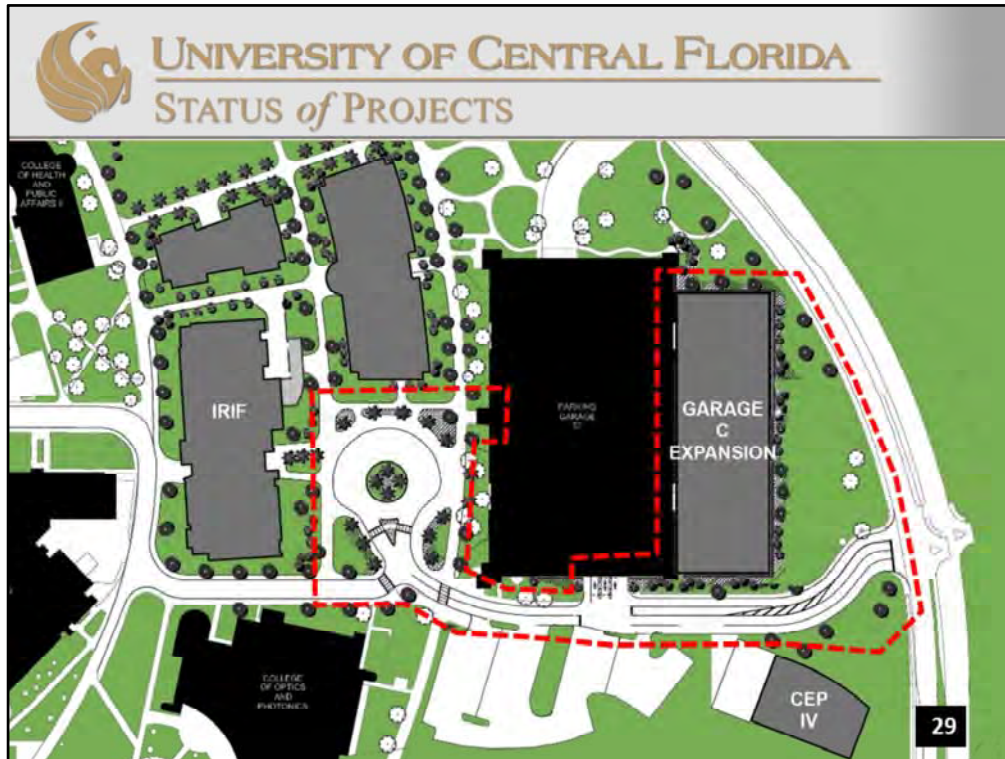 UNIVERSITY OF CENTRAL FLORIDA
STATUS of PROJECTS
COLLEGE
OF HEALTH
AND
PUBLIC
AFFAIRS II
IRIF
PARKING
GARAGE
GARAGE
C
EXPANSION
COLLEGE
OF OPTICS
AND
PHOTONICS
CEP
IV
29